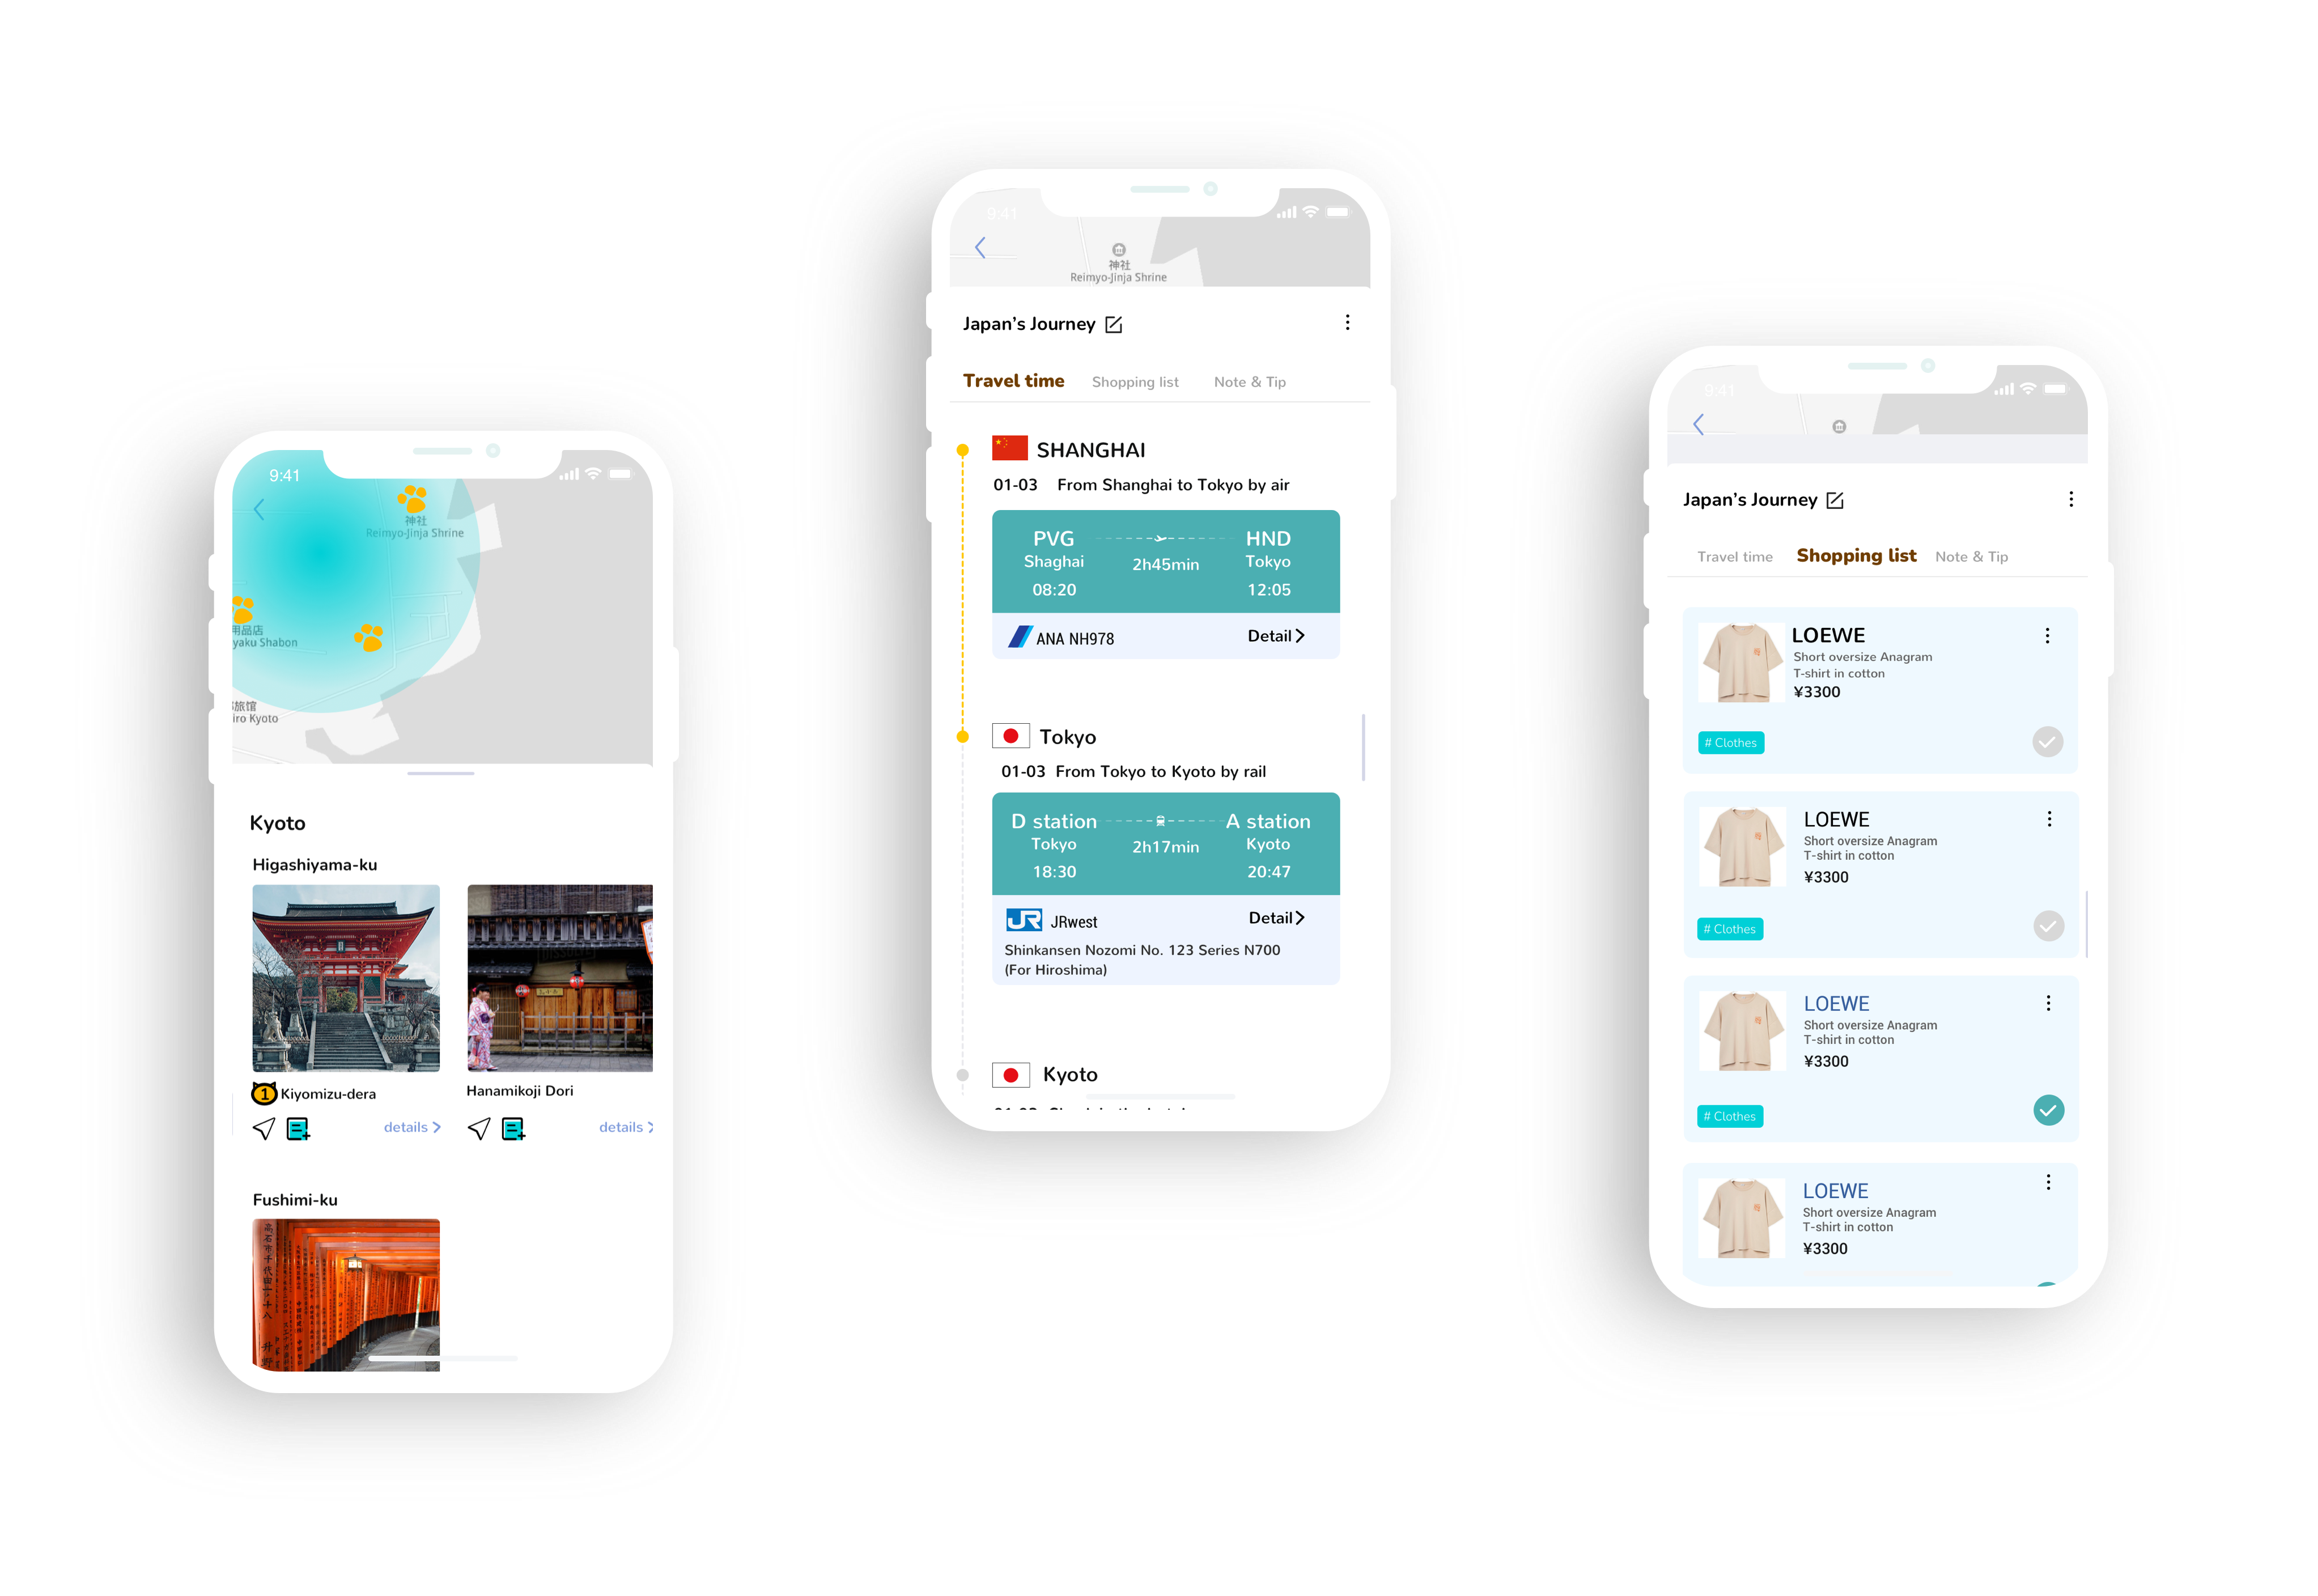 9:41
神社
Reimyo-Jinja Shrine
用品店
yaku Shabon
旅馆
iro Kyoto
Kyoto
Higashiyama-ku
1 Kiyomizu-dera
Hanamikoji Dori
details >
details >
Fushimi-ku
9:41
神社
Reimyo-Jinja Shrine
Japan’s Journey
Travel time Shopping list Note & Tip
SHANGHAI
01-03 From Shanghai to Tokyo by air
PVG HND
Shaghai 2h45min Tokyo
08:20 12:05
ANA NH978 Detail >
Tokyo
01-03 From Tokyo to Kyoto by rail
D station A station
Tokyo 2h17min Kyoto
18:30 20:47
JR JRwest Detail >
Shinkansen Nozomi No. 123 Series N700
(For Hiroshima)
Kyoto
9:41
Japan’s Journey
Travel time Shopping list Note & Tip
LOEWE
Short oversize Anagram
T-shirt in cotton
¥3300
# Clothes
LOEWE
Short oversize Anagram
T-shirt in cotton
¥3300
# Clothes
LOEWE
Short oversize Anagram
T-shirt in cotton
¥3300
# Clothes
LOEWE
Short oversize Anagram
T-shirt in cotton
¥3300